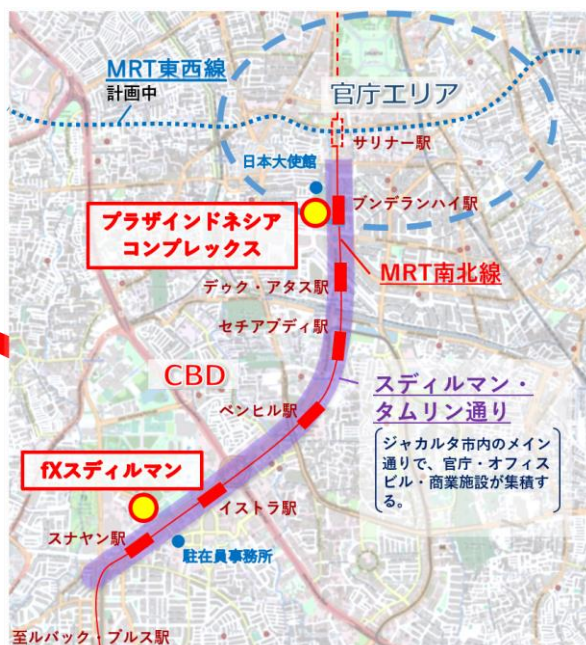 MRT東西線
計画中
官庁エリア
サリナー駅
日本大使館
ブンデランハイ駅
プラザインドネシア
コンプレックス
MRT南北線
デゥク・アタス駅
セチアブディ駅
CBD
スディルマン・
タムリン通り
ベンヒル駅
ジャカルタ市内のメイン
通りで、官庁・オフィス
ビル・商業施設が集積す
る。
fXスディルマン
イストラ駅
スナヤン駅
駐在員事務所
至ルバック・ブルス駅